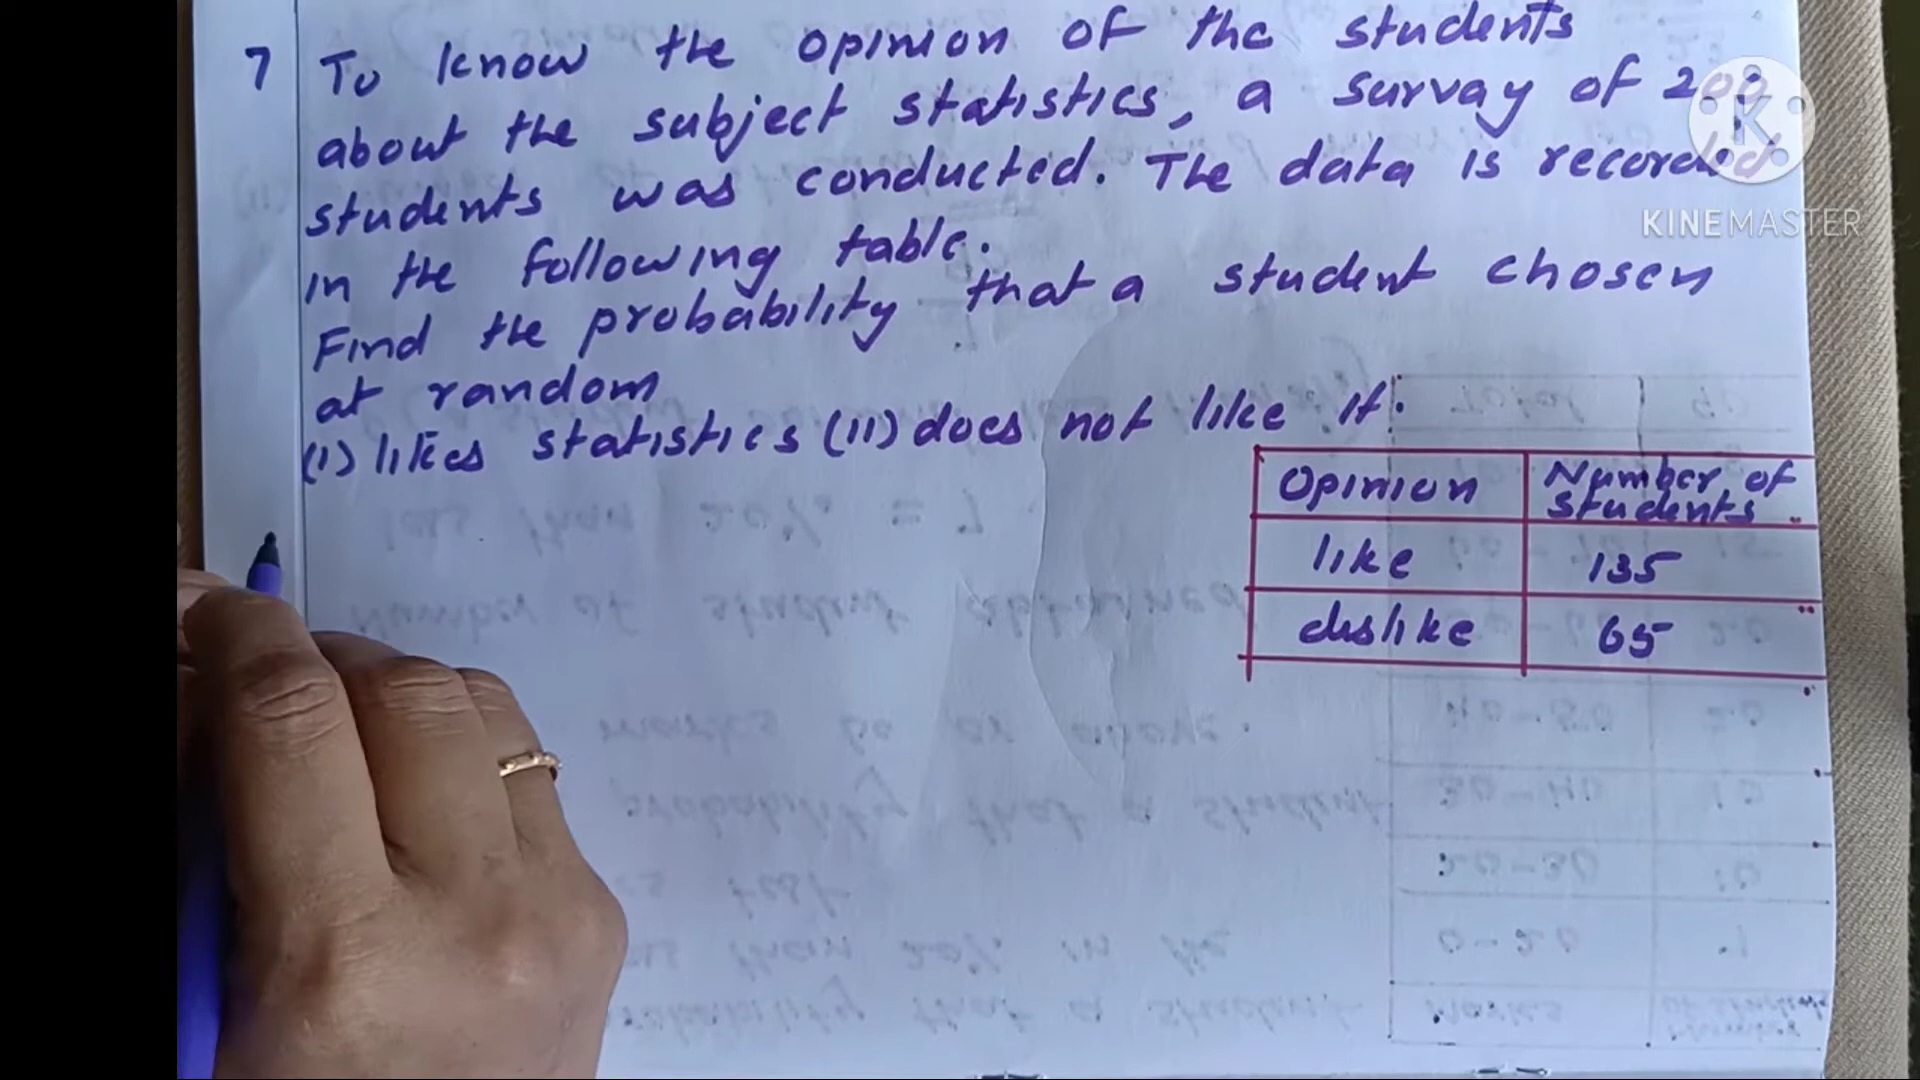 7 To know the opinion of the students
about the subject statistics, a survay of 200
students was conducted. The data is recorded
in the following table.
Find the probability that a student chosen
at random
(i) likes statistics (ii) does not like it.
Opinion Number of students
like 135
dislike 65
KINEMASTER